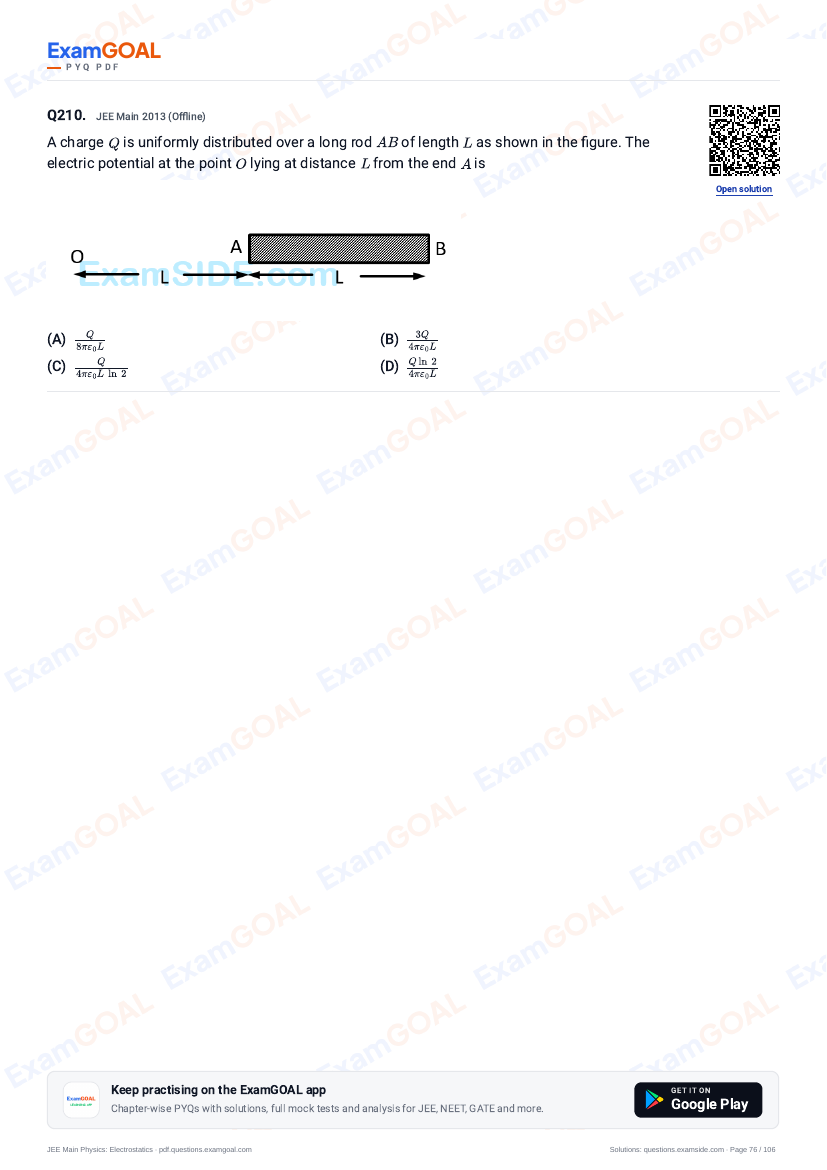 ExamGOAL
PYQ PDF
Q210. JEE Main 2013 (Offline)
A charge Q is uniformly distributed over a long rod AB of length L as shown in the figure. The
electric potential at the point O lying at distance L from the end A is
Open solution
A
B
O
ExamSIDE.com
L
L
(A) Q/(8πε₀L)
(B) 3Q/(4πε₀L)
(C) Q/(4πε₀L ln 2)
(D) Q ln 2/(4πε₀L)
Keep practising on the ExamGOAL app
Chapter-wise PYQs with solutions, full mock tests and analysis for JEE, NEET, GATE and more.
GET IT ON
Google Play
JEE Main Physics: Electrostatics · pdf.questions.examgoal.com
Solutions: questions.examside.com · Page 76 / 106